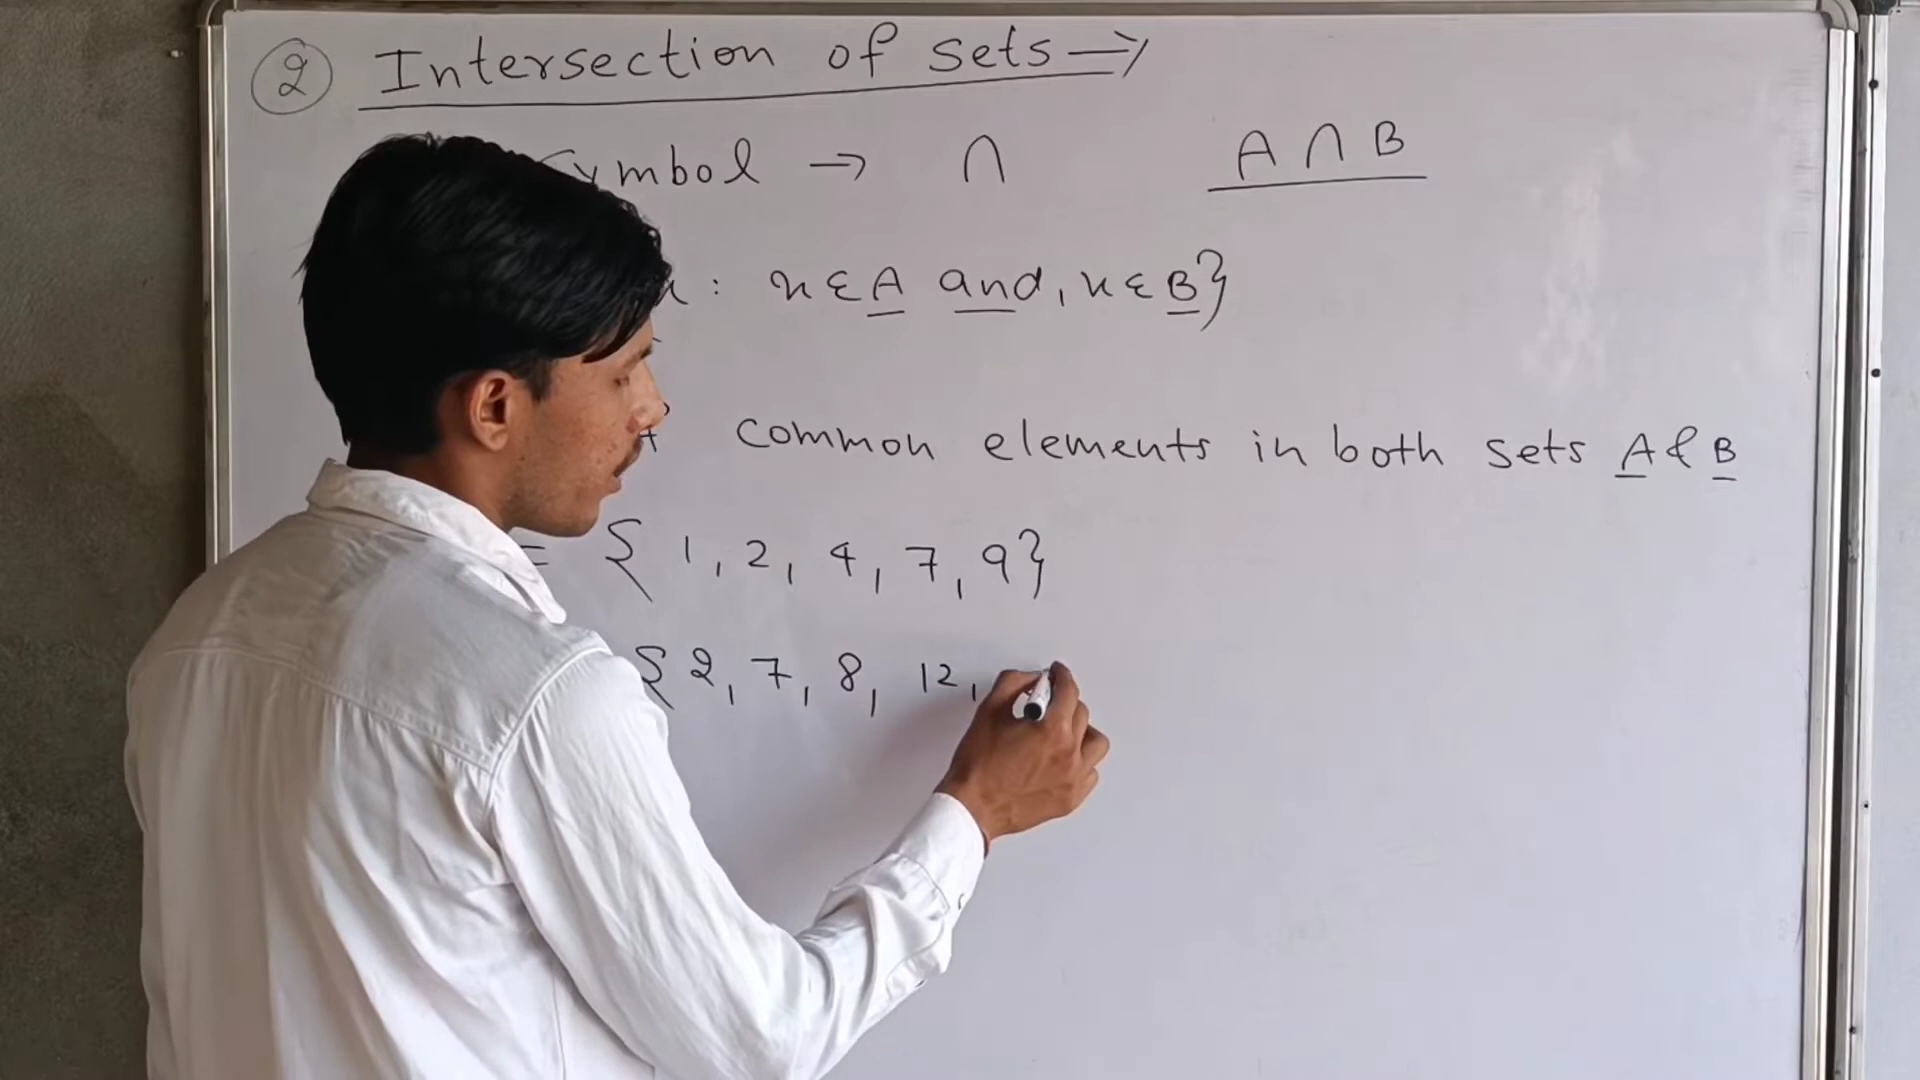 ② Intersection of sets →
Symbol → ∩ A ∩ B
: x ∈ A and, x ∈ B}
common elements in both sets A & B
= {1, 2, 4, 7, 9}
{2, 7, 8, 12,